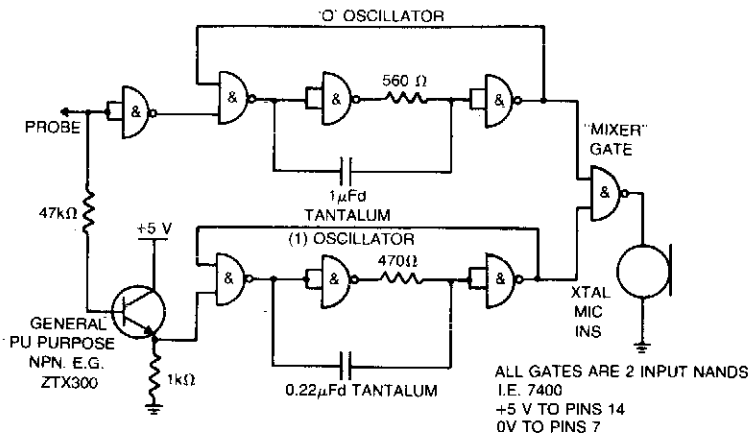 'O' OSCILLATOR
560 Ω
&
&
&
&
PROBE
"MIXER"
GATE
&
1μFd
TANTALUM
47kΩ
+5 V
(1) OSCILLATOR
470Ω
&
&
&
XTAL
MIC
INS
GENERAL
PU PURPOSE
NPN. E.G.
ZTX300
1kΩ
0.22μFd TANTALUM
ALL GATES ARE 2 INPUT NANDS
I.E. 7400
+5 V TO PINS 14
0V TO PINS 7